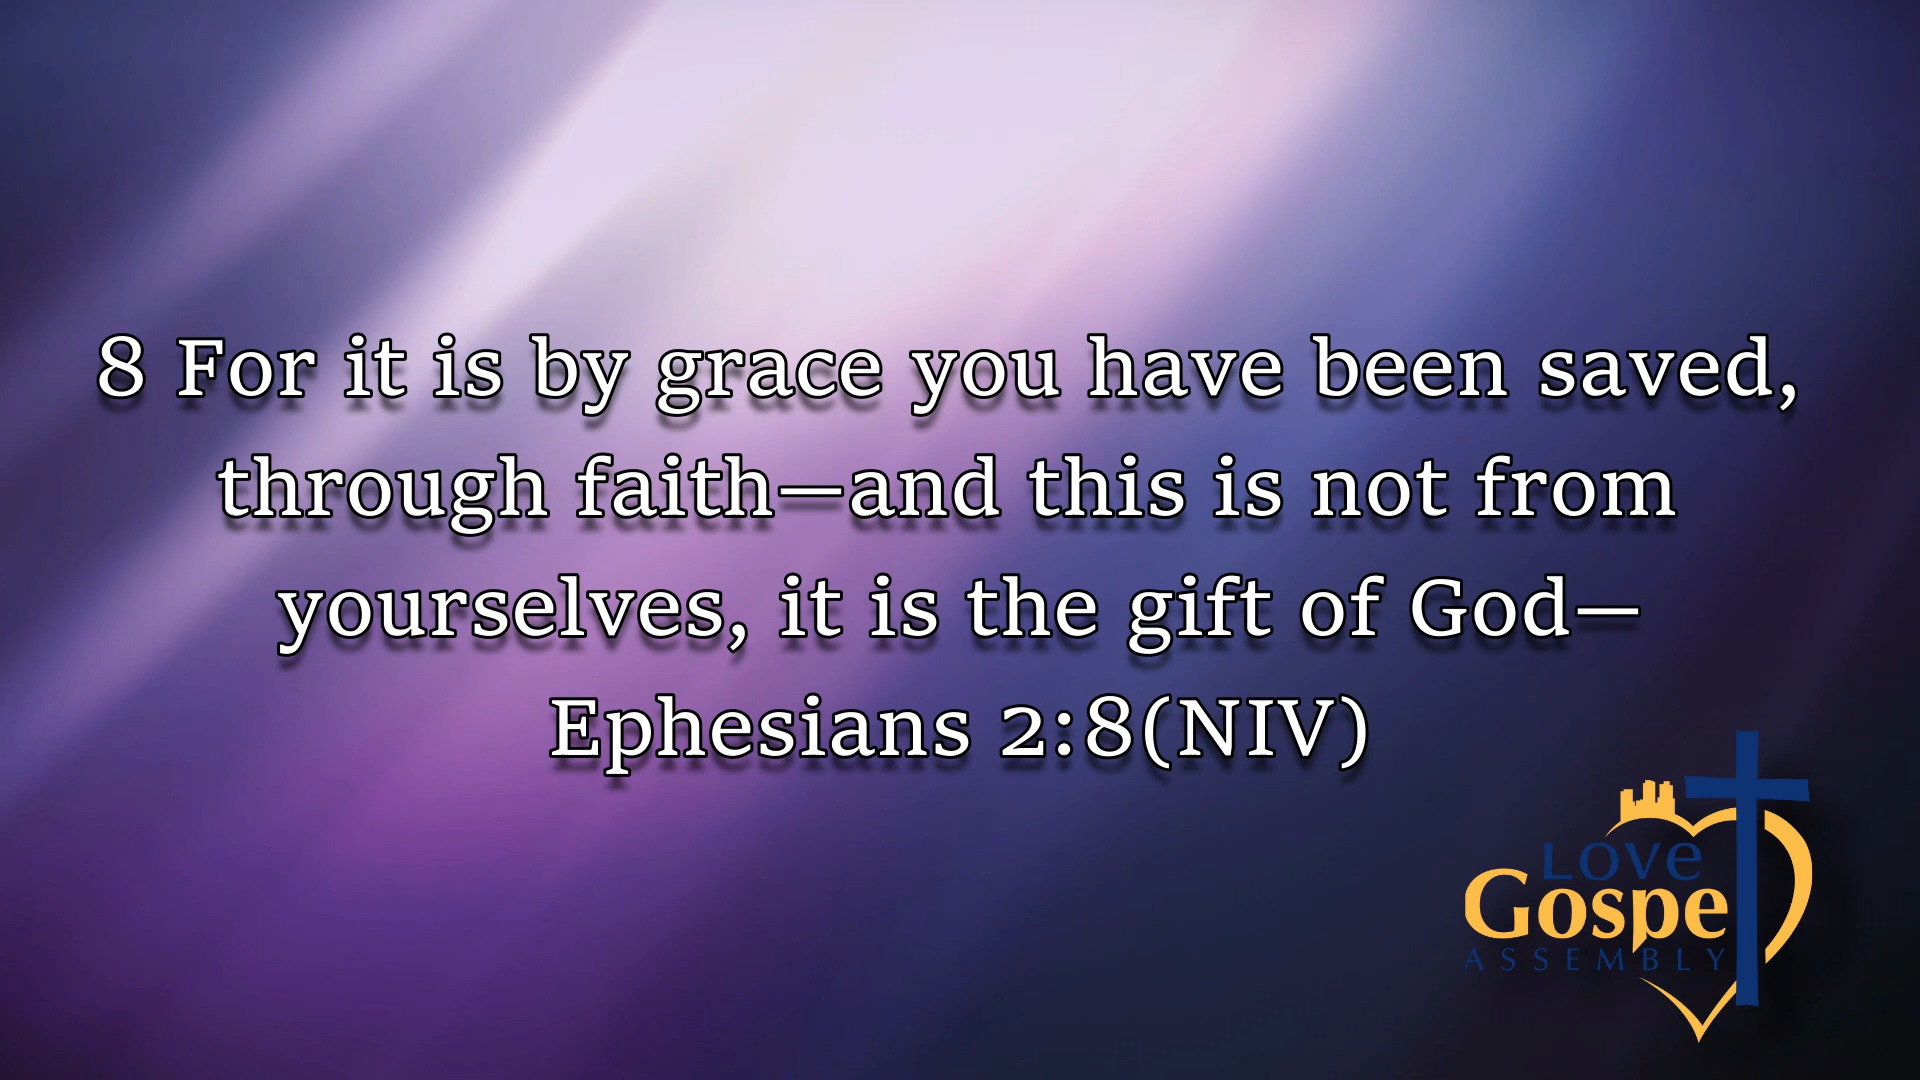 8 For it is by grace you have been saved,
through faith—and this is not from
yourselves, it is the gift of God—
Ephesians 2:8(NIV)
LOVE
Gospel
ASSEMBLY